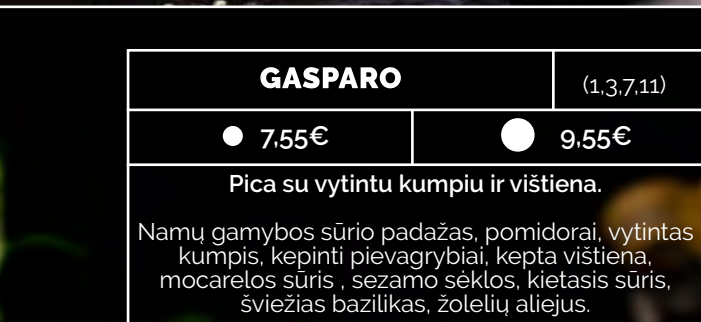 GASPARO
(1,3,7,11)
7,55€
9,55€
Pica su vytintu kumpiu ir vištiena.
Namų gamybos sūrio padažas, pomidorai, vytintas
kumpis, kepinti pievagrybiai, kepta vištiena,
mocarelos sūris , sezamo sėklos, kietasis sūris,
šviežias bazilikas, žolelių aliejus.